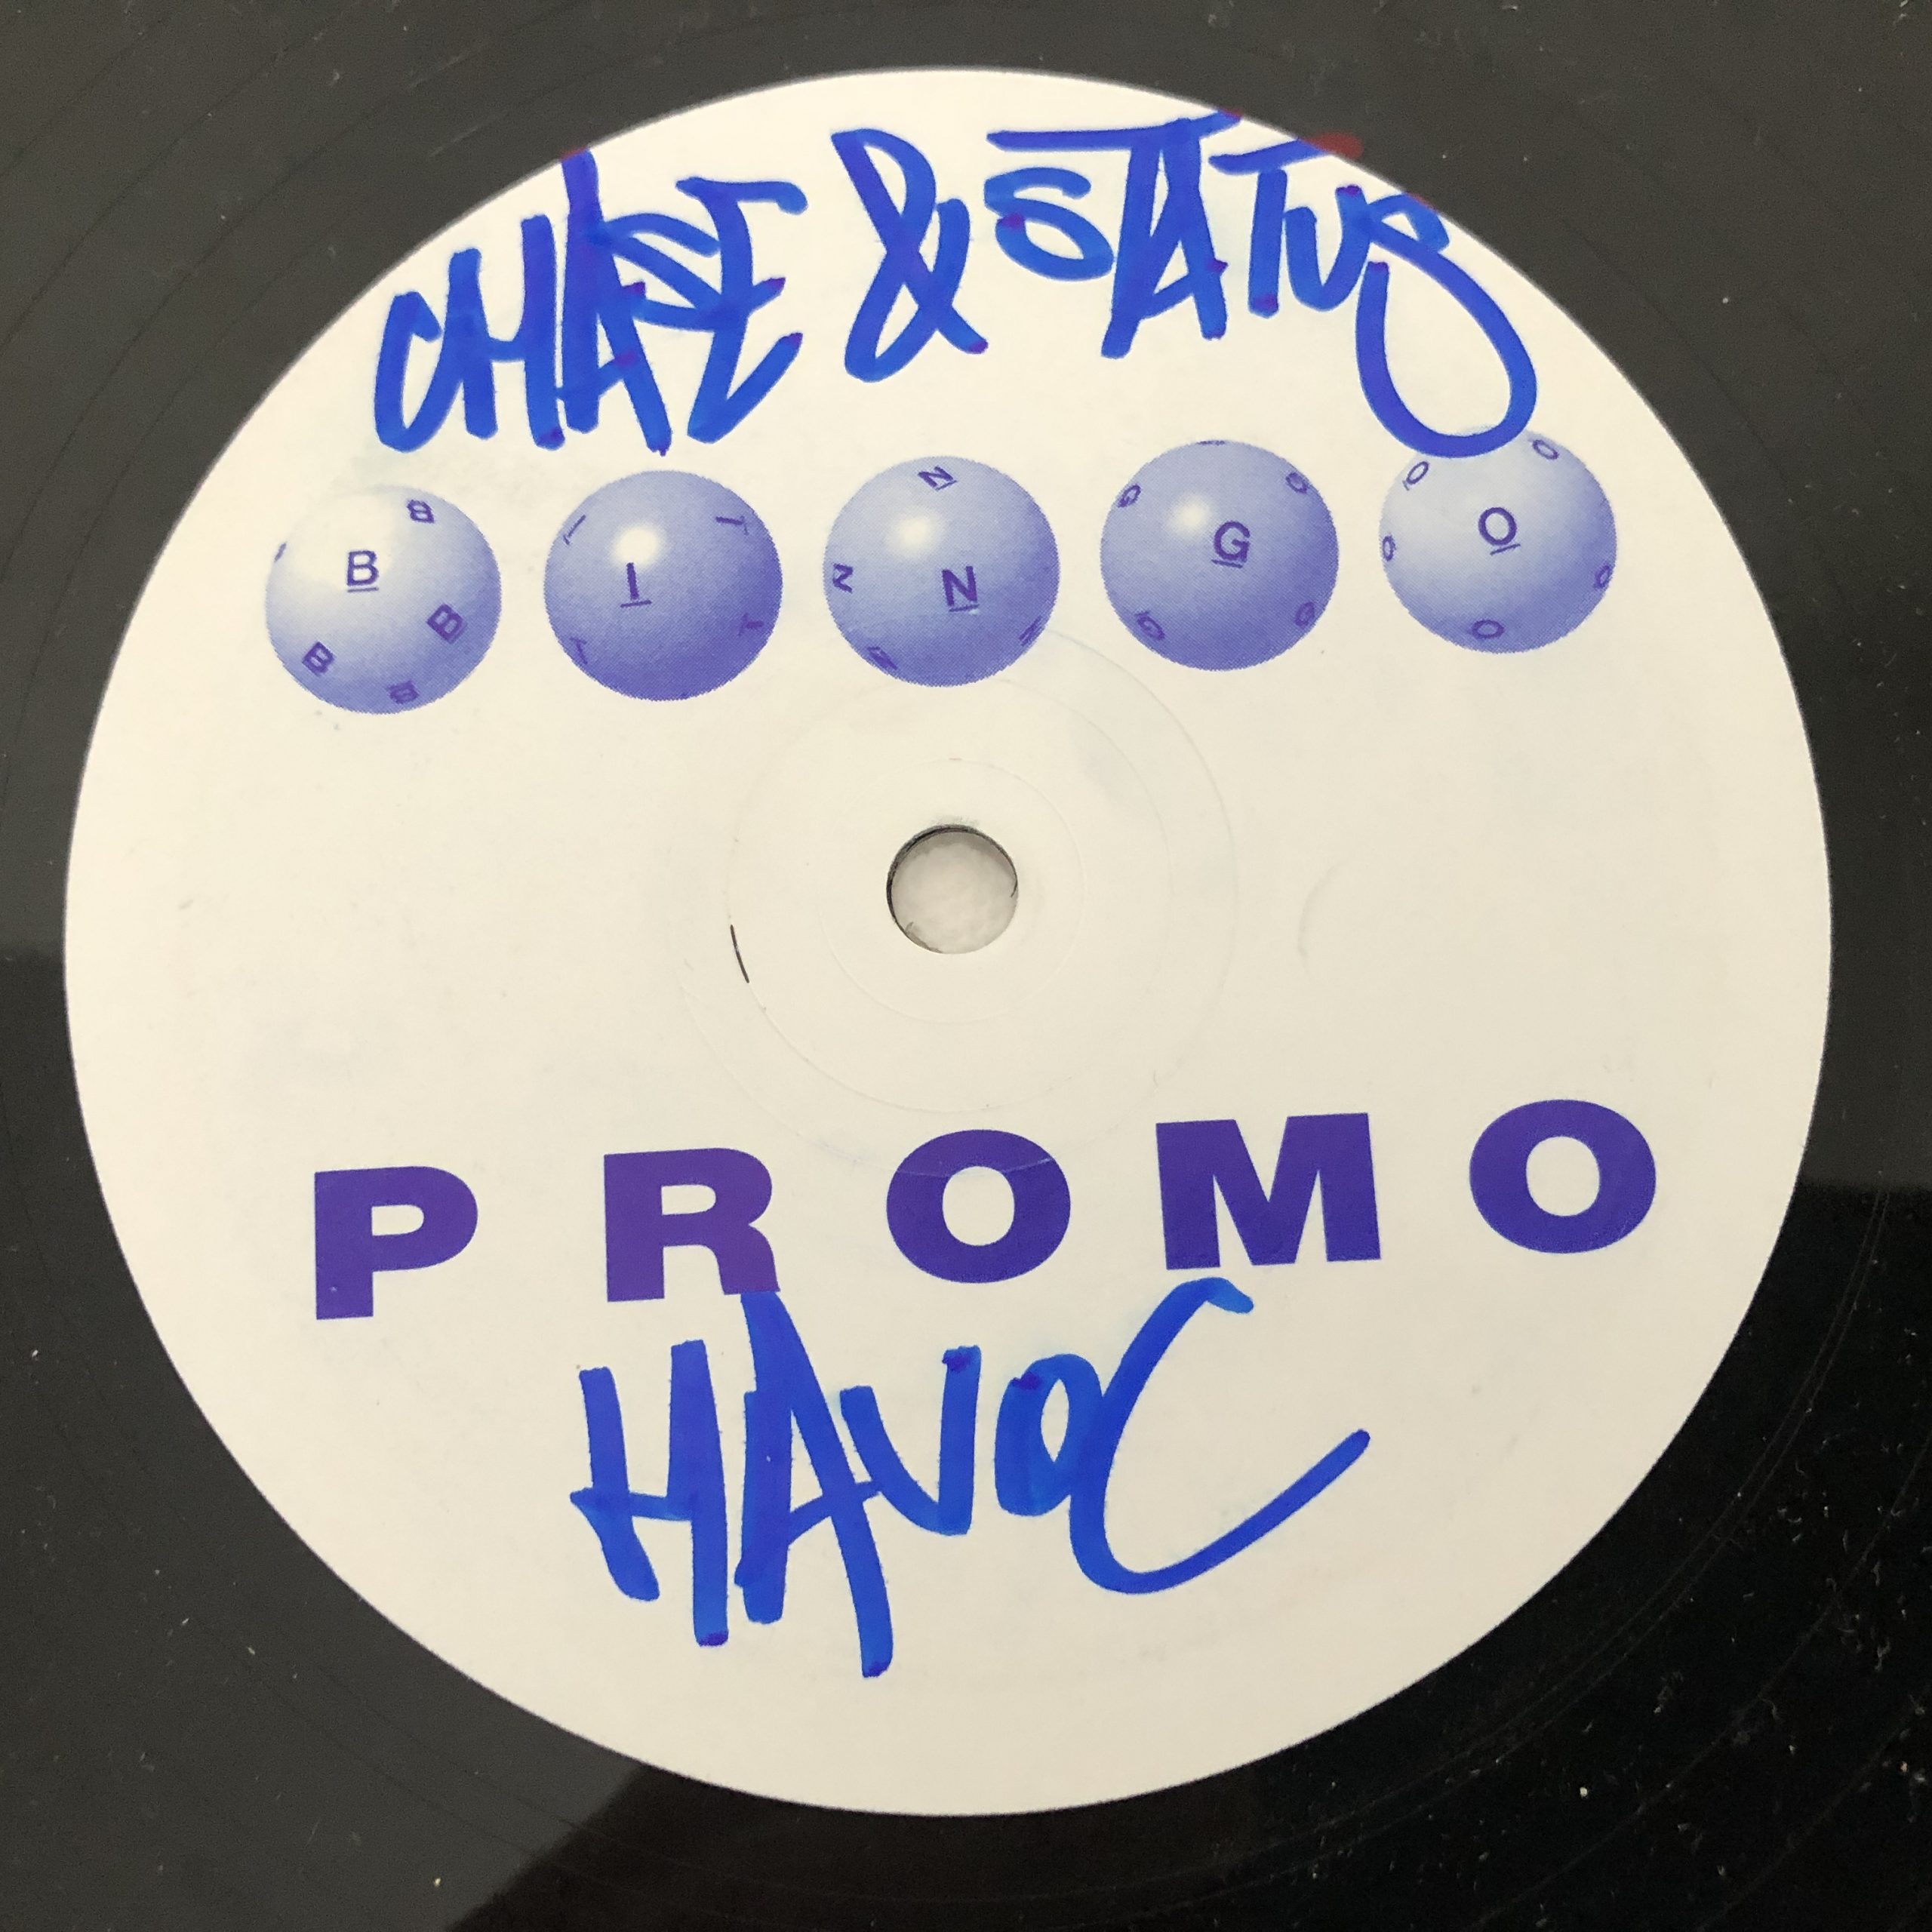 CHASE & STATUS
B I N G O
PROMO
HAVOC